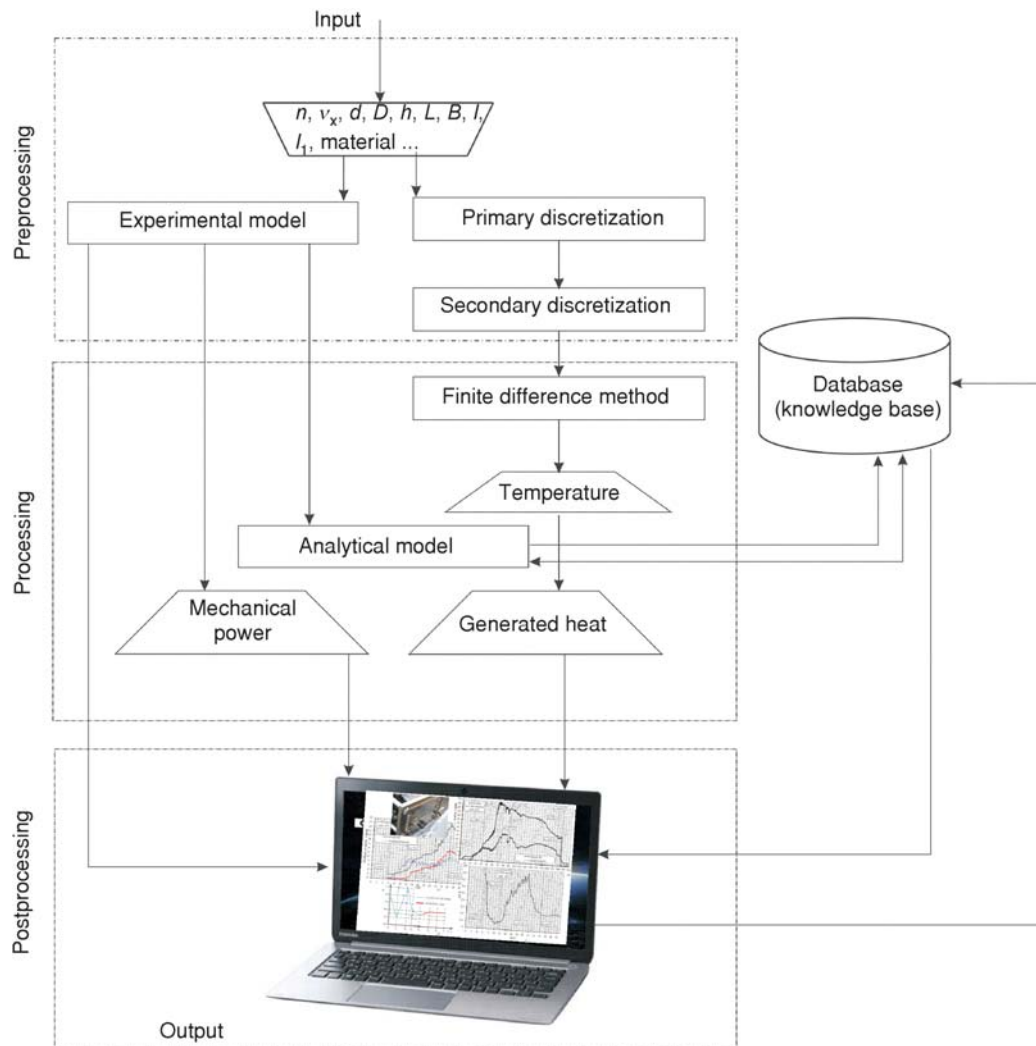 Input
Preprocessing
n, νx, d, D, h, L, B, l,
l1, material ...
Experimental model
Primary discretization
Secondary discretization
Processing
Finite difference method
Database
(knowledge base)
Temperature
Analytical model
Mechanical
power
Generated heat
Postprocessing
Output